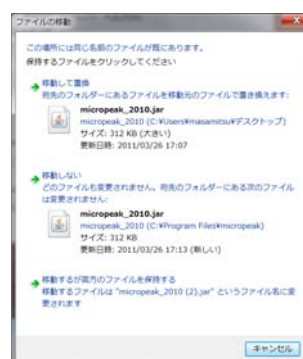 ファイルの移動
この場所には同じ名前のファイルが既にあります。
保持するファイルをクリックしてください
移動して置換
宛先のフォルダーにあるファイルを移動元のファイルで置き換えます:
micropeak_2010.jar
micropeak_2010 (C:¥Users¥masamitsu¥デスクトップ)
サイズ: 312 KB (大きい)
更新日時: 2011/03/26 17:07
移動しない
どのファイルも変更されません。宛先のフォルダーにある次のファイル
は変更されません:
micropeak_2010.jar
micropeak_2010 (C:¥Program Files¥micropeak)
サイズ: 312 KB
更新日時: 2011/03/26 17:13 (新しい)
移動するが両方のファイルを保持する
移動するファイルは "micropeak_2010 (2).jar" というファイル名に変
更されます
キャンセル